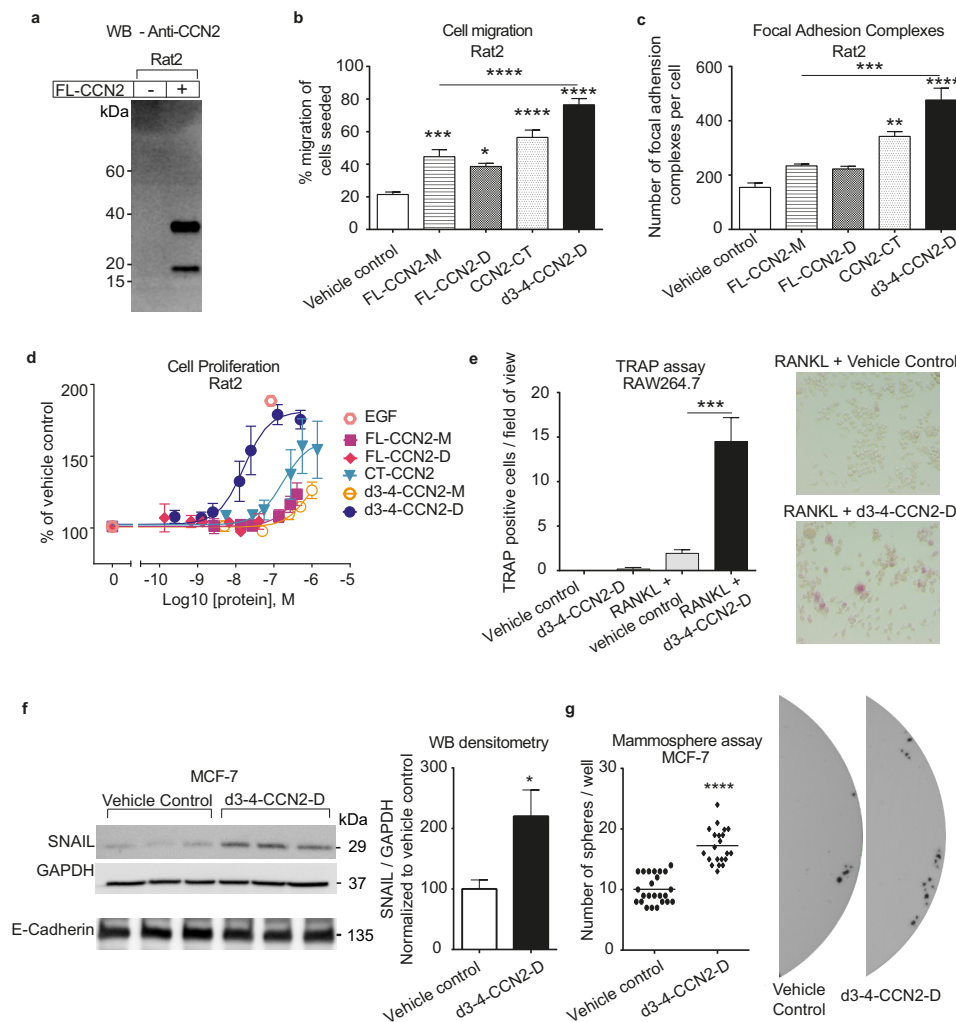 a
WB - Anti-CCN2
Rat2
FL-CCN2 - +
kDa
60
40
20
15
b
Cell migration
Rat2
% migration of
cells seeded
100
80
60
40
20
0
***
*
****
****
****
Vehicle control
FL-CCN2-M
FL-CCN2-D
CCN2-CT
d3-4-CCN2-D
c
Focal Adhesion Complexes
Rat2
Number of focal adhension
complexes per cell
600
400
200
0
***
**
****
Vehicle control
FL-CCN2-M
FL-CCN2-D
CCN2-CT
d3-4-CCN2-D
d
Cell Proliferation
Rat2
% of vehicle control
200
150
100
0 -10 -9 -8 -7 -6 -5
Log10 [protein], M
EGF
FL-CCN2-M
FL-CCN2-D
CT-CCN2
d3-4-CCN2-M
d3-4-CCN2-D
e
TRAP assay
RAW264.7
TRAP positive cells / field of view
20
15
10
5
0
***
Vehicle control
d3-4-CCN2-D
RANKL +
vehicle control
RANKL +
d3-4-CCN2-D
RANKL + Vehicle Control
RANKL + d3-4-CCN2-D
f
MCF-7
Vehicle Control d3-4-CCN2-D
kDa
SNAIL 29
GAPDH 37
E-Cadherin 135
WB densitometry
SNAIL / GAPDH
Normalized to vehicle control
300
200
100
0
*
Vehicle control
d3-4-CCN2-D
g
Mammosphere assay
MCF-7
Number of spheres / well
30
20
10
0
****
Vehicle control
d3-4-CCN2-D
Vehicle
Control
d3-4-CCN2-D